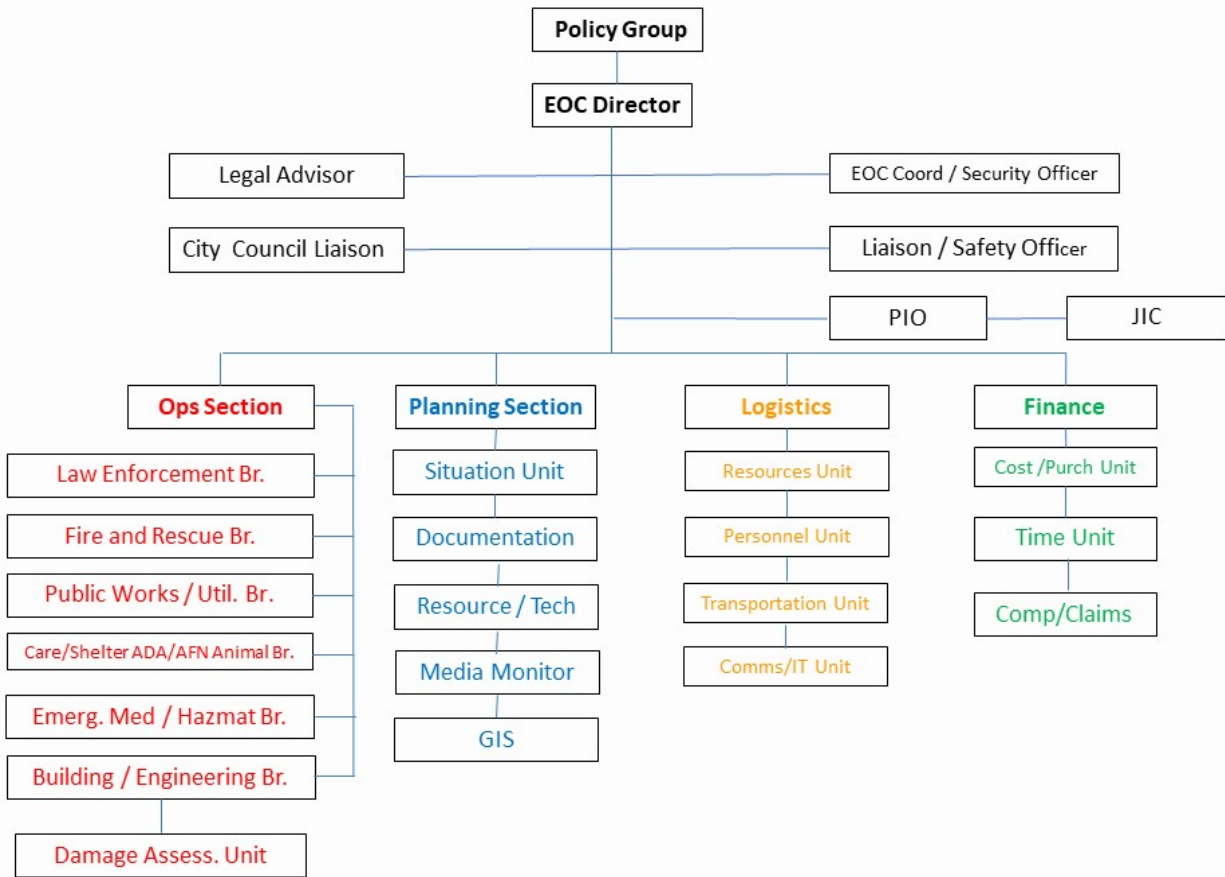 Policy Group
EOC Director
Legal Advisor
EOC Coord / Security Officer
City Council Liaison
Liaison / Safety Officer
PIO
JIC
Ops Section
Planning Section
Logistics
Finance
Law Enforcement Br.
Fire and Rescue Br.
Public Works / Util. Br.
Care/Shelter ADA/AFN Animal Br.
Emerg. Med / Hazmat Br.
Building / Engineering Br.
Damage Assess. Unit
Situation Unit
Documentation
Resource / Tech
Media Monitor
GIS
Resources Unit
Personnel Unit
Transportation Unit
Comms/IT Unit
Cost /Purch Unit
Time Unit
Comp/Claims